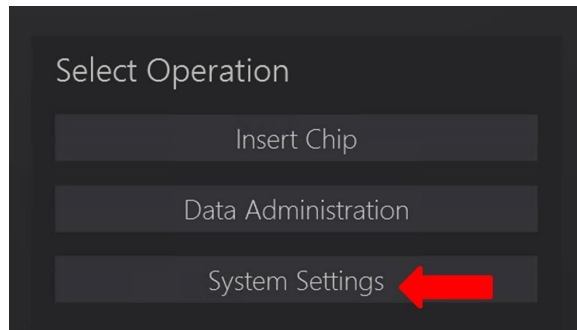 Select Operation
Insert Chip
Data Administration
System Settings